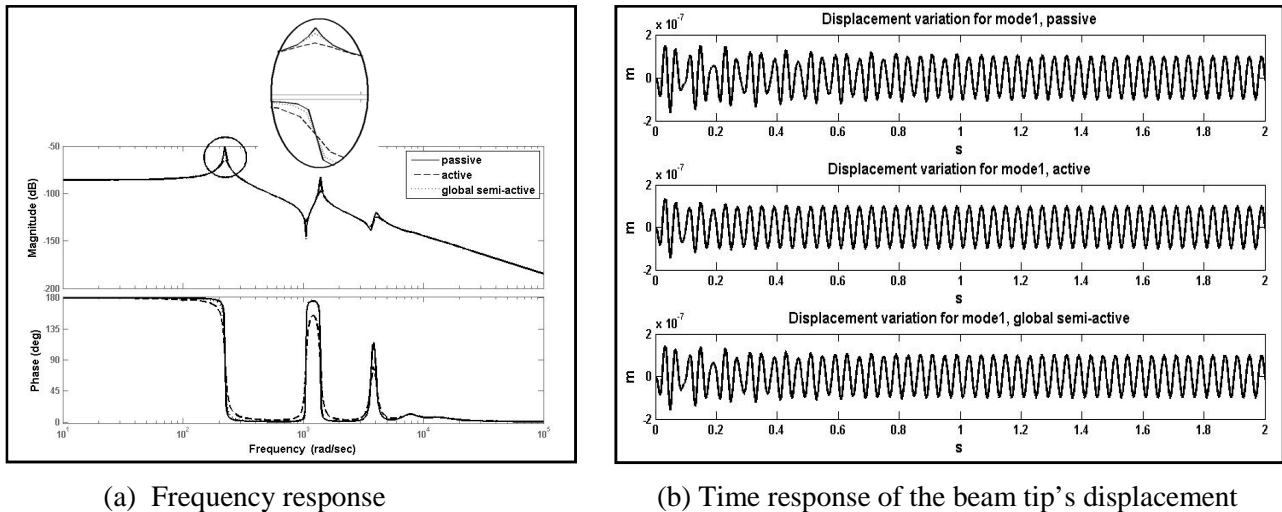 -50
-100
-150
200
Magnitude (dB)
passive
active
global semi-active
180
135
90
45
0
Phase (deg)
10^1
10^2
10^3
10^4
10^5
Frequency (rad/sec)
(a) Frequency response
x 10^-7
Displacement variation for mode1, passive
2
0
-2
m
0 0.2 0.4 0.6 0.8 1 1.2 1.4 1.6 1.8 2
s
x 10^-7
Displacement variation for mode1, active
2
0
-2
m
0 0.2 0.4 0.6 0.8 1 1.2 1.4 1.6 1.8 2
s
x 10^-7
Displacement variation for mode1, global semi-active
2
0
-2
m
0 0.2 0.4 0.6 0.8 1 1.2 1.4 1.6 1.8 2
s
(b) Time response of the beam tip's displacement